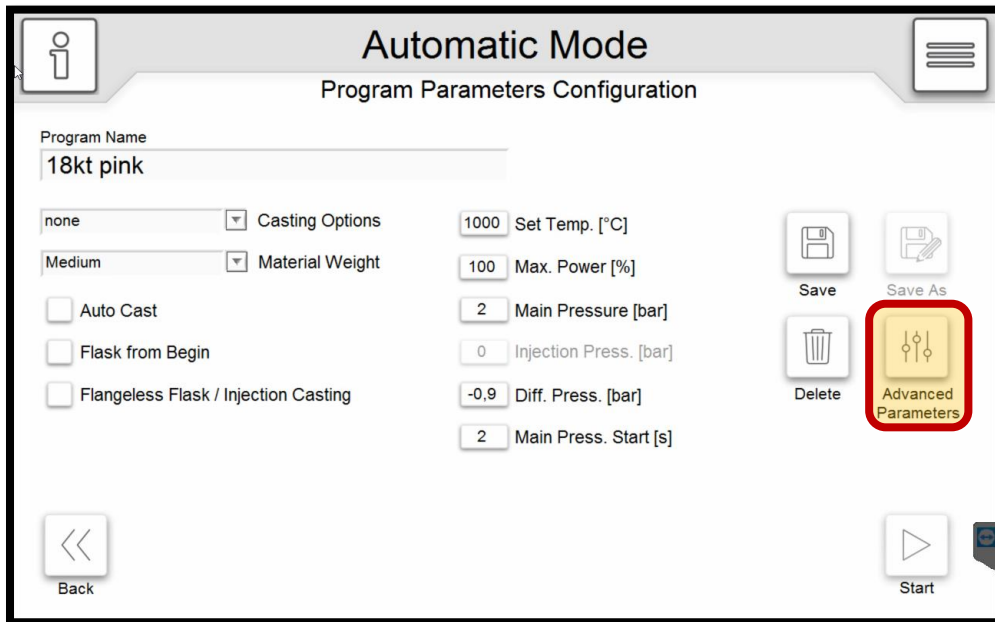 Automatic Mode
Program Parameters Configuration
Program Name
18kt pink
none Casting Options
Medium Material Weight
Auto Cast
Flask from Begin
Flangeless Flask / Injection Casting
1000 Set Temp. [°C]
100 Max. Power [%]
2 Main Pressure [bar]
0 Injection Press. [bar]
-0,9 Diff. Press. [bar]
2 Main Press. Start [s]
Save
Save As
Delete
Advanced
Parameters
Back
Start